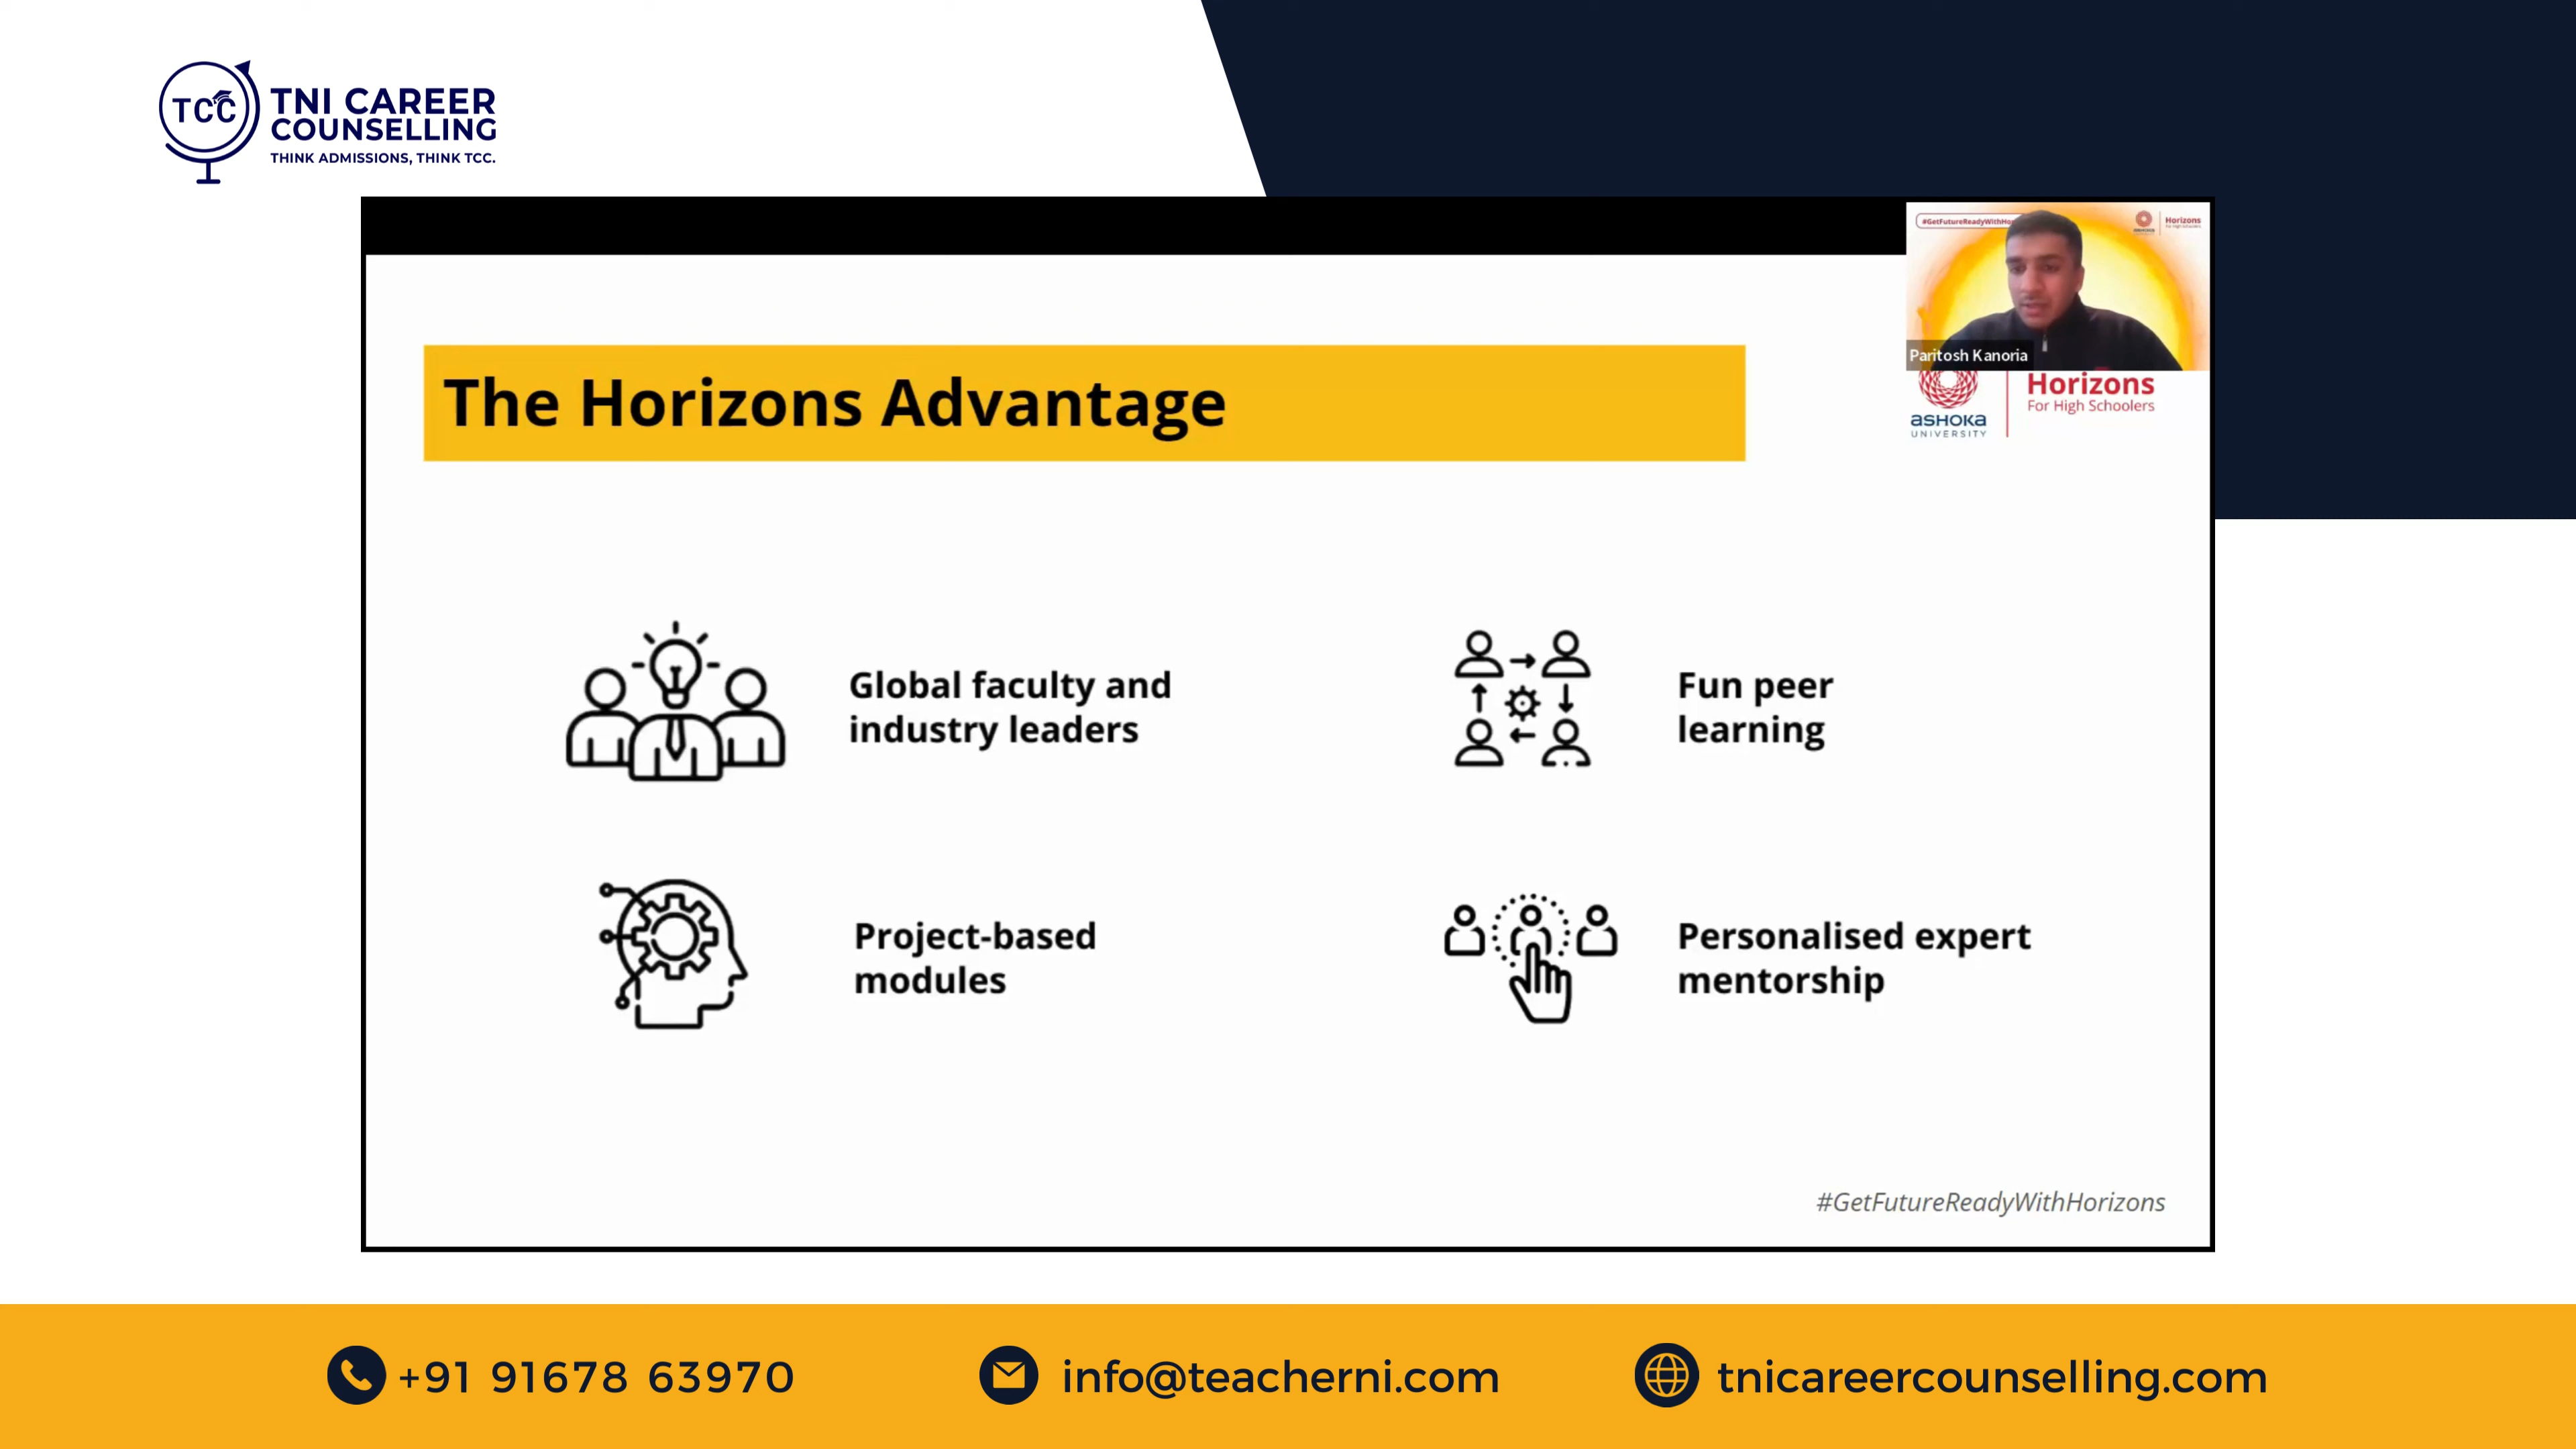 TCC
TNI CAREER
COUNSELLING
THINK ADMISSIONS, THINK TCC.
Horizons
Paritosh Kanoria
The Horizons Advantage
ASHOKA
UNIVERSITY
Horizons
For High Schoolers
Global faculty and
industry leaders
Fun peer
learning
Project-based
modules
Personalised expert
mentorship
#GetFutureReadyWithHorizons
+91 91678 63970
info@teacherni.com
tnicareercounselling.com